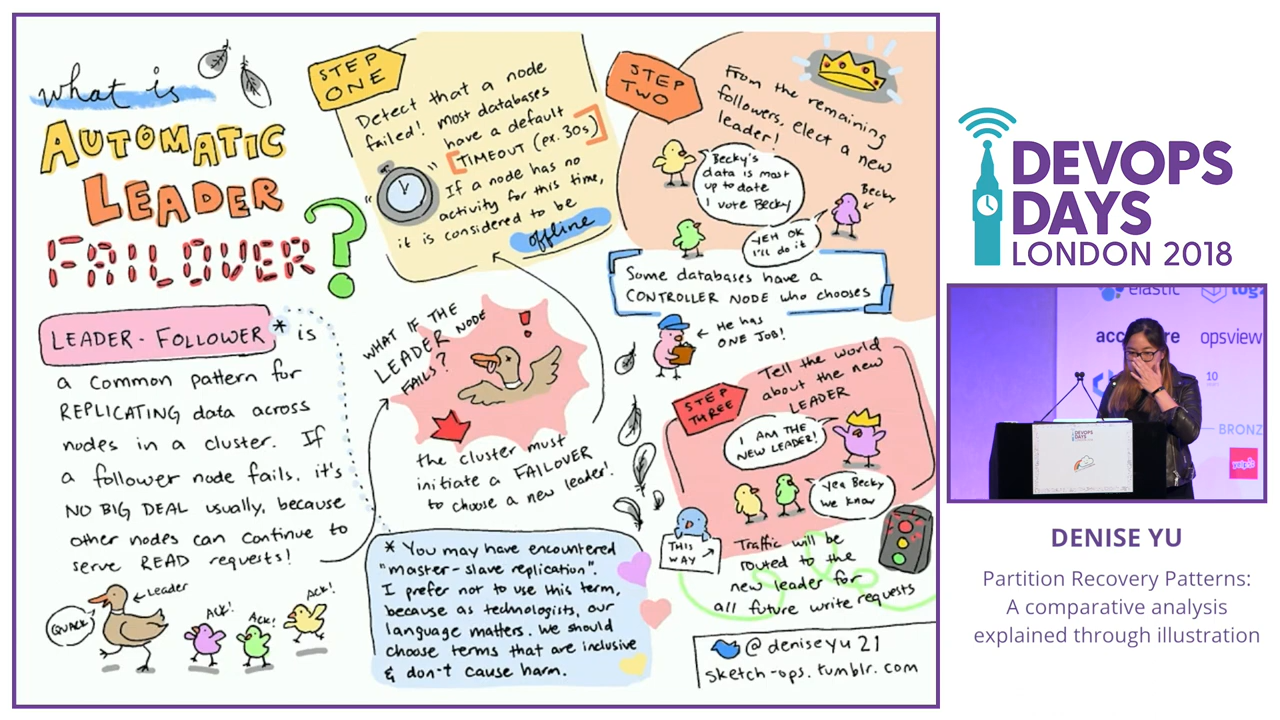 what is
AUTOMATIC
LEADER
FAILOVER?
LEADER-FOLLOWER * is
a common pattern for
REPLICATING data across
nodes in a cluster. If
a follower node fails, it's
NO BIG DEAL usually, because
other nodes can continue to
serve READ requests!
QUACK
Leader
ACK!
ACK!
ACK!
WHAT IF THE
LEADER NODE
FAILS?
!
the cluster must
initiate a FAILOVER
to choose a new leader!
* You may have encountered
"master-slave replication".
I prefer not to use this term,
because as technologists, our
language matters. We should
choose terms that are inclusive
& don't cause harm.
STEP
ONE
Detect that a node
failed! Most databases
have a default
[TIMEOUT (ex. 30s)]
If a node has no
activity for this time,
it is considered to be
offline
STEP
TWO
From the remaining
followers, elect a new
leader!
Becky's
data is most
up to date
I vote Becky
Becky
YEH OK
I'LL do it
Some databases have a
CONTROLLER NODE who chooses
He has
ONE JOB!
STEP
THREE
Tell the world
about the new
LEADER
I AM THE
NEW LEADER!
yea Becky
we know
THIS
WAY
Traffic will be
routed to the
new leader for
all future write requests
@deniseyu21
sketch-ops.tumblr.com
DEVOPS
DAYS
LONDON 2018
elastic
opsview
10
BRONZ
DEVOPS
DAYS
DENISE YU
Partition Recovery Patterns:
A comparative analysis
explained through illustration